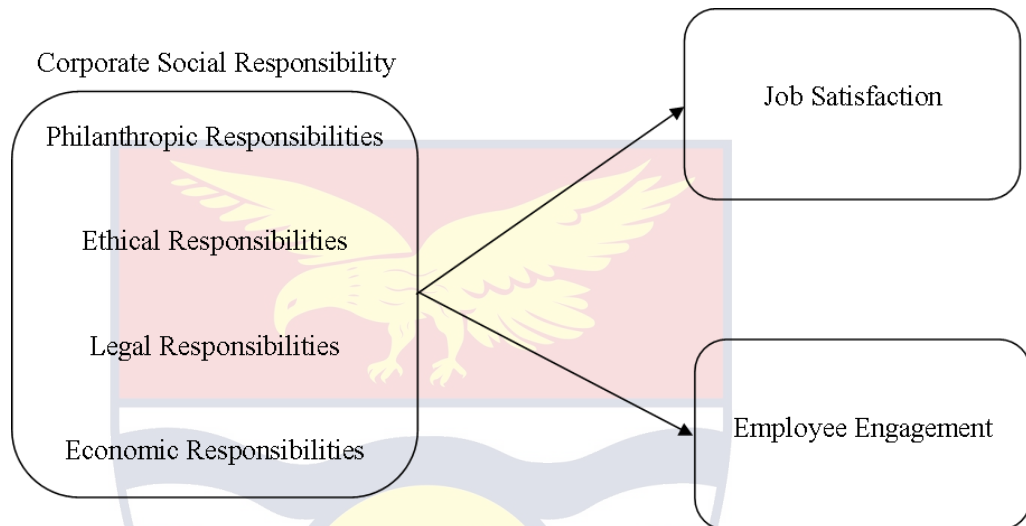 Corporate Social Responsibility
Philanthropic Responsibilities
Ethical Responsibilities
Legal Responsibilities
Economic Responsibilities
Job Satisfaction
Employee Engagement